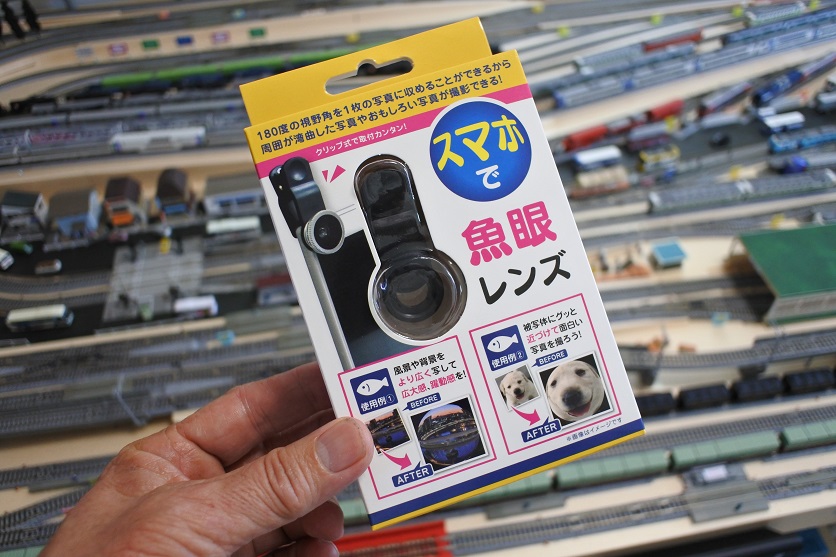 180度の視野角を1枚の写真に収めることができるから
周囲が湾曲した写真やおもしろい写真が撮影できる!
クリップ式で取付カンタン!
スマホ
で
魚眼
レンズ
使用例①
風景や背景を
より広く写して
広大感、躍動感を!
BEFORE
AFTER
使用例②
被写体にグッと
近づけて面白い
写真を撮ろう!
BEFORE
AFTER
※画像はイメージです